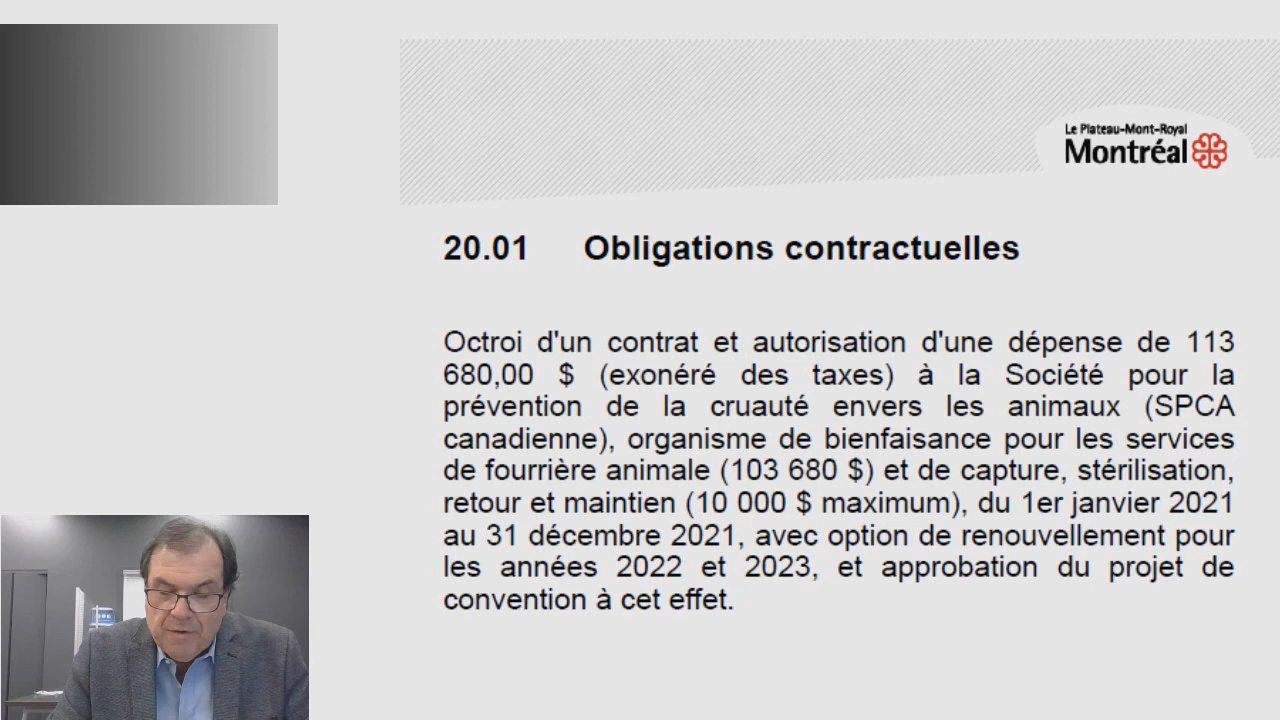 Le Plateau-Mont-Royal
Montréal
20.01 Obligations contractuelles
Octroi d'un contrat et autorisation d'une dépense de 113
680,00 $ (exonéré des taxes) à la Société pour la
prévention de la cruauté envers les animaux (SPCA
canadienne), organisme de bienfaisance pour les services
de fourrière animale (103 680 $) et de capture, stérilisation,
retour et maintien (10 000 $ maximum), du 1er janvier 2021
au 31 décembre 2021, avec option de renouvellement pour
les années 2022 et 2023, et approbation du projet de
convention à cet effet.